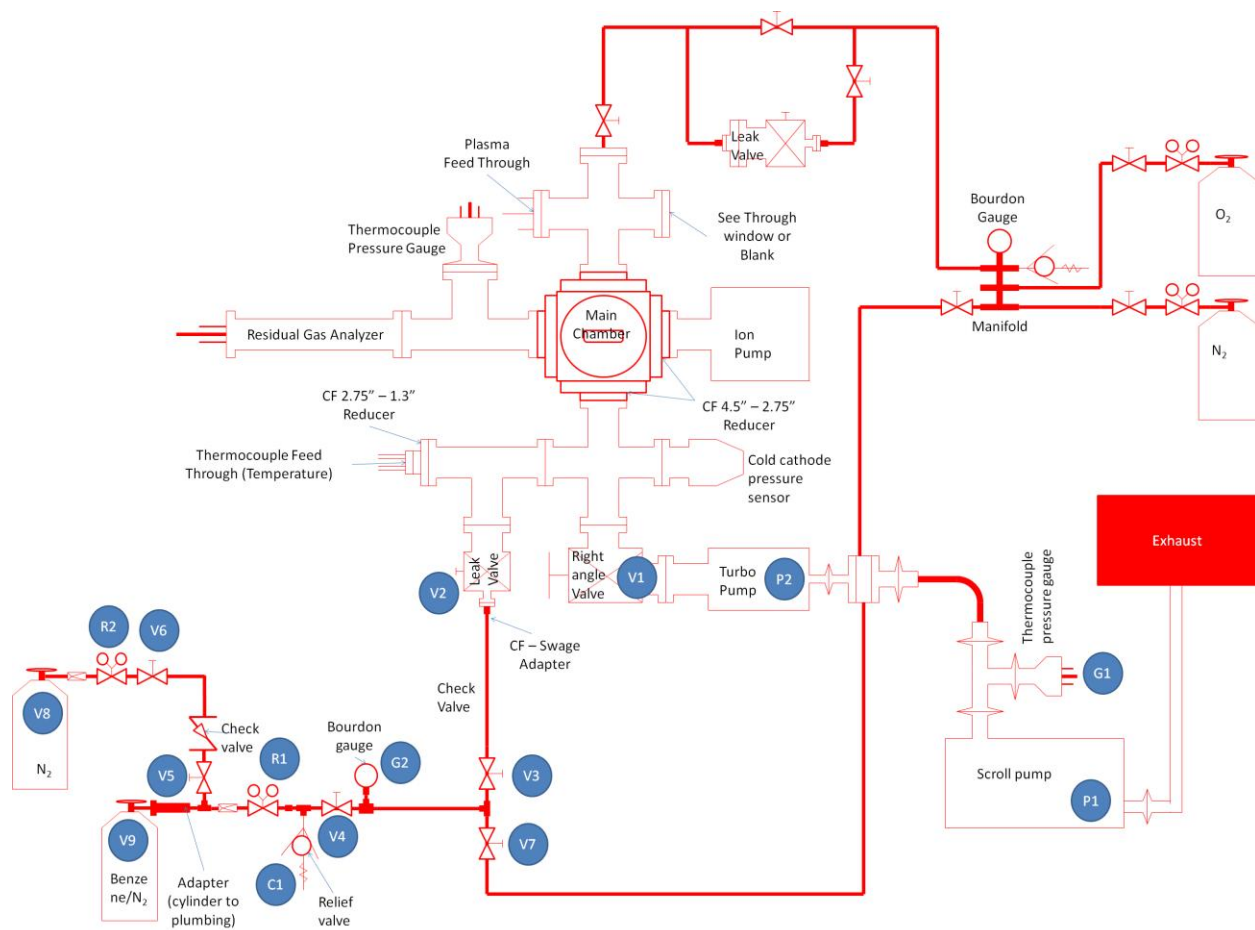 Plasma
Feed Through
Leak
Valve
Bourdon
Gauge
O2
Thermocouple
Pressure Gauge
See Through
window or
Blank
Residual Gas Analyzer
Main
Chamber
Ion
Pump
Manifold
N2
CF 2.75” – 1.3”
Reducer
CF 4.5” – 2.75”
Reducer
Thermocouple Feed
Through (Temperature)
Cold cathode
pressure
sensor
Leak
Valve
V2
Right
angle
Valve
V1
Turbo
Pump
P2
Exhaust
Thermocouple
pressure gauge
G1
CF – Swage
Adapter
R2
V6
V8
N2
Check
valve
Check
Valve
V5
R1
Bourdon
gauge
G2
V3
Scroll pump
P1
V9
Benze
ne/N2
Adapter
(cylinder to
plumbing)
C1
V4
Relief
valve
V7